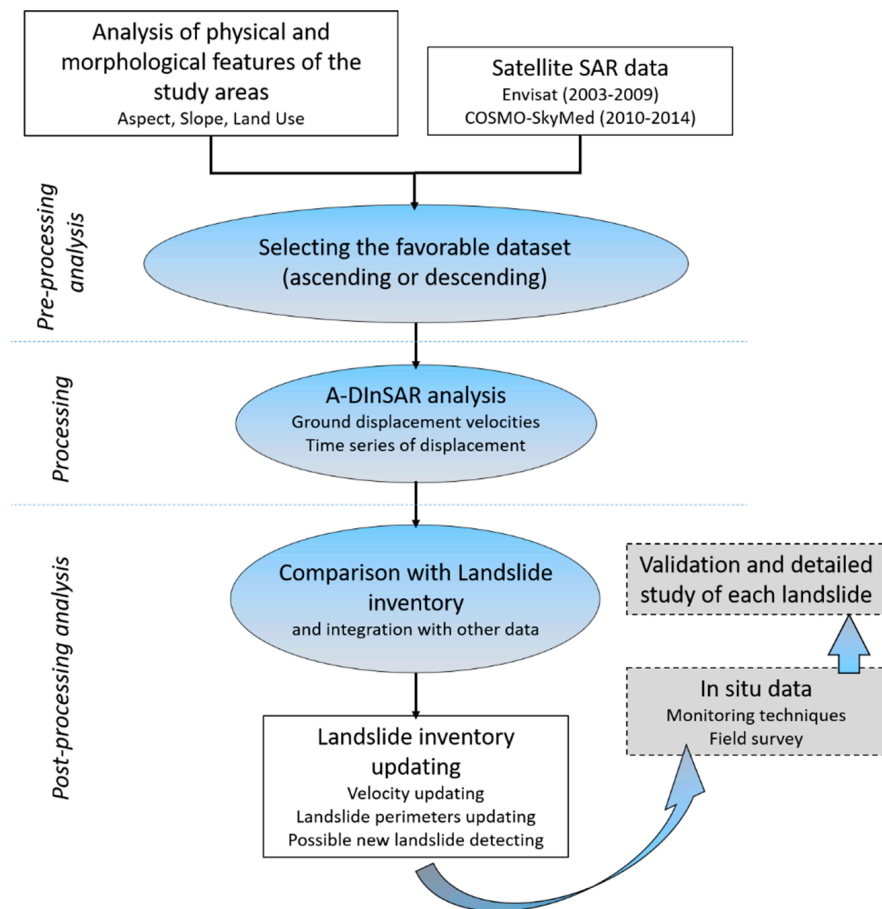 Analysis of physical and
morphological features of the
study areas
Aspect, Slope, Land Use
Satellite SAR data
Envisat (2003-2009)
COSMO-SkyMed (2010-2014)
Pre-processing
analysis
Selecting the favorable dataset
(ascending or descending)
Processing
A-DInSAR analysis
Ground displacement velocities
Time series of displacement
Post-processing analysis
Comparison with Landslide
inventory
and integration with other data
Landslide inventory
updating
Velocity updating
Landslide perimeters updating
Possible new landslide detecting
In situ data
Monitoring techniques
Field survey
Validation and detailed
study of each landslide